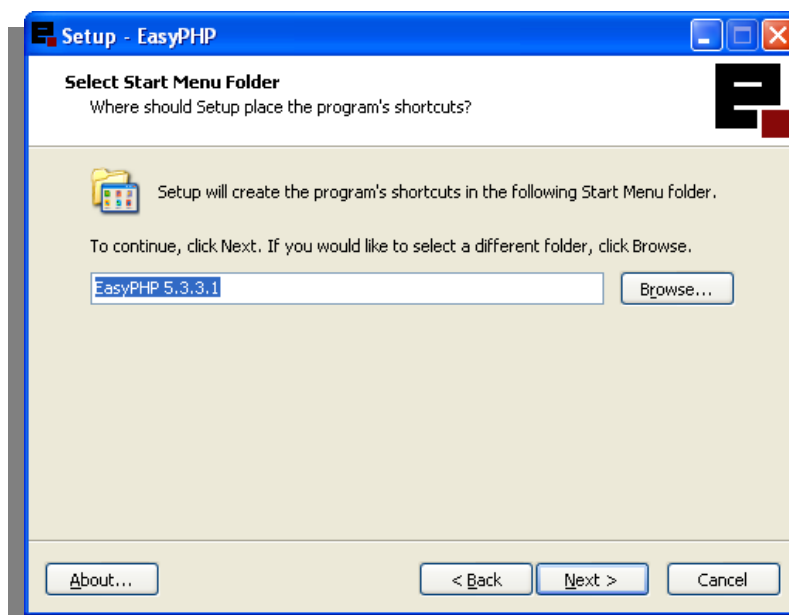 Setup - EasyPHP
Select Start Menu Folder
Where should Setup place the program's shortcuts?
Setup will create the program's shortcuts in the following Start Menu folder.
To continue, click Next. If you would like to select a different folder, click Browse.
EasyPHP 5.3.3.1
Browse...
About...
< Back
Next >
Cancel